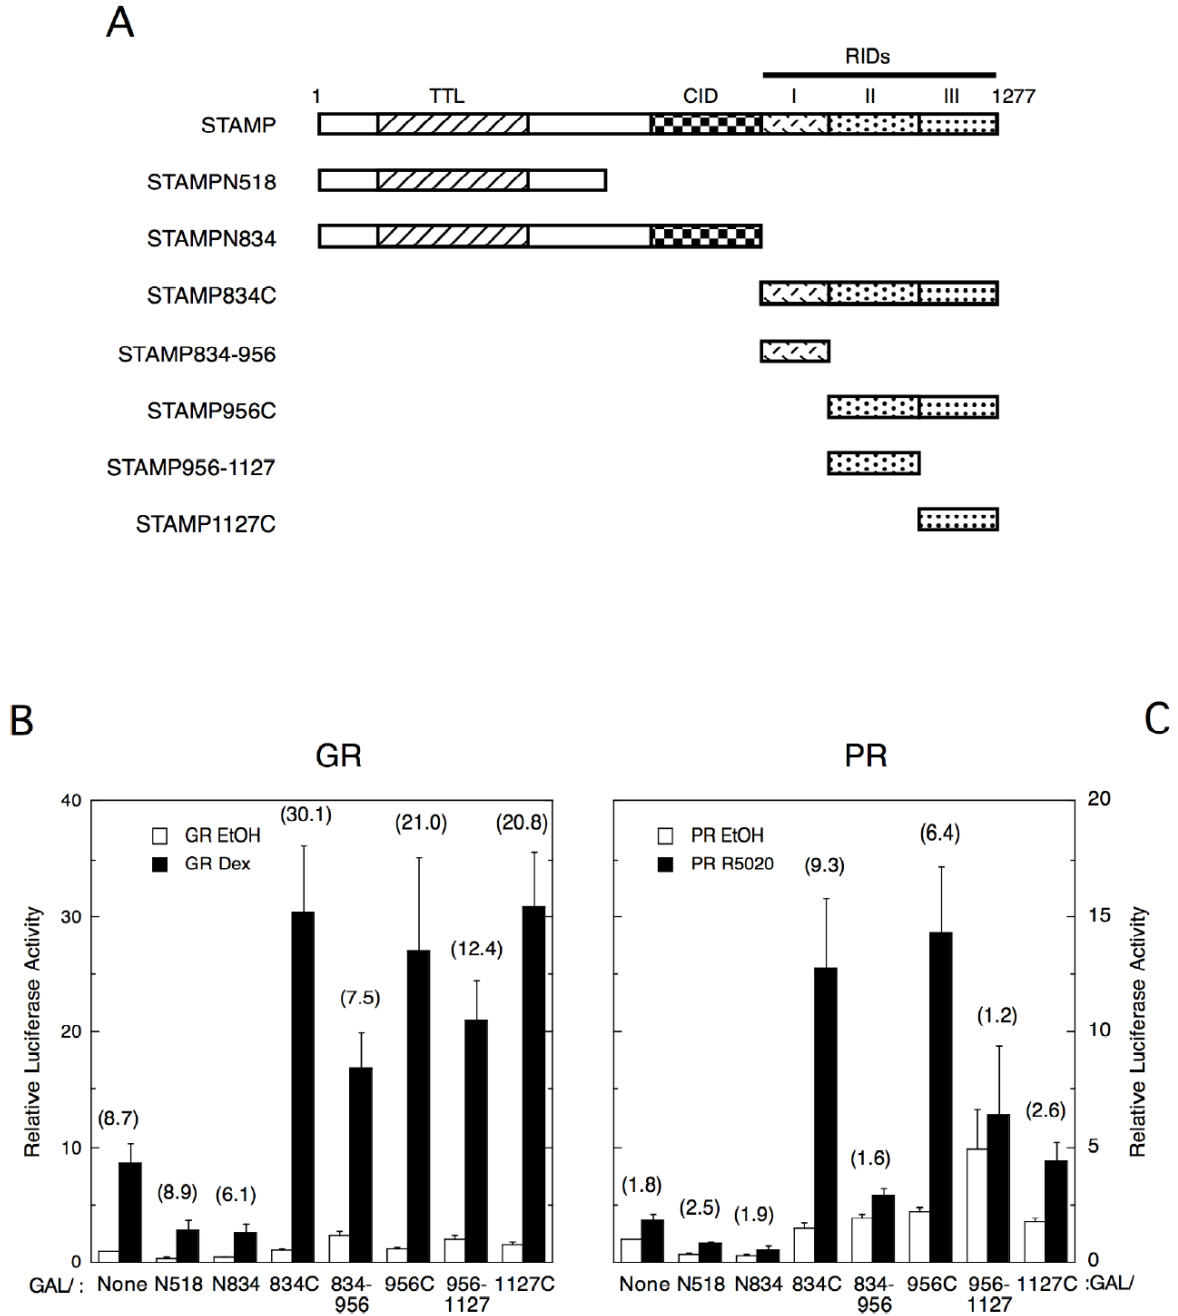 A
RIDs
1 TTL CID I II III 1277
STAMP
STAMPN518
STAMPN834
STAMP834C
STAMP834-956
STAMP956C
STAMP956-1127
STAMP1127C
B
GR
Relative Luciferase Activity
40
30
20
10
0
GR EtOH
GR Dex
(8.7)
(8.9)
(6.1)
(30.1)
(7.5)
(21.0)
(12.4)
(20.8)
GAL/ : None N518 N834 834C 834-956 956C 956-1127 1127C
C
PR
PR EtOH
PR R5020
(1.8)
(2.5)
(1.9)
(9.3)
(1.6)
(6.4)
(1.2)
(2.6)
20
15
10
5
0
Relative Luciferase Activity
None N518 N834 834C 834-956 956C 956-1127 1127C :GAL/